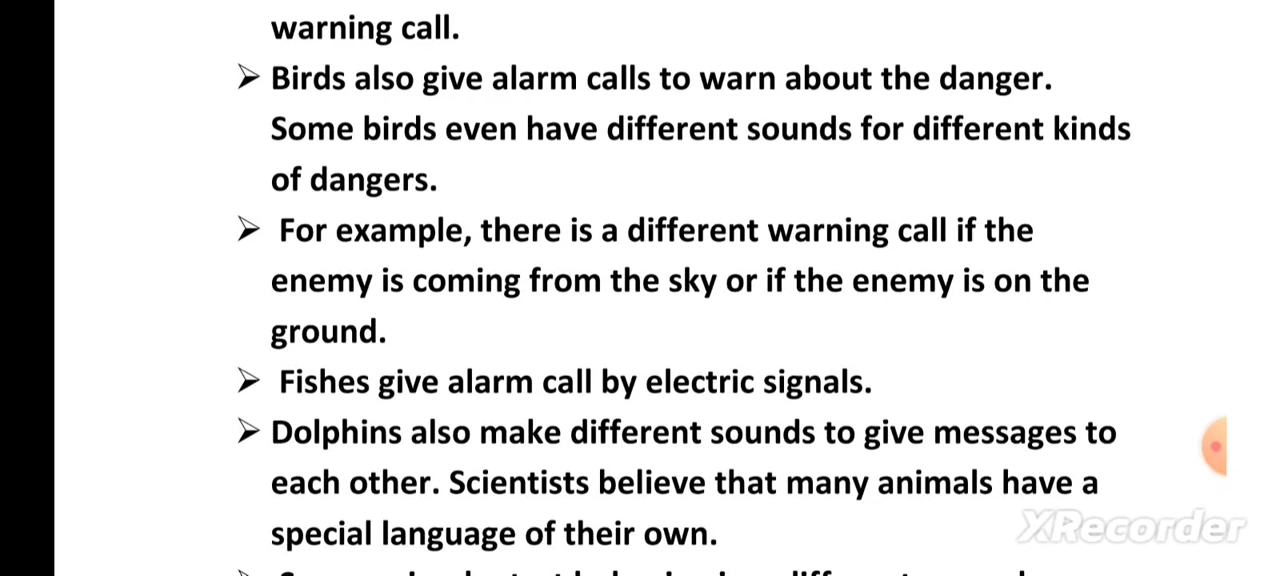 warning call.
➢ Birds also give alarm calls to warn about the danger.
Some birds even have different sounds for different kinds
of dangers.
➢ For example, there is a different warning call if the
enemy is coming from the sky or if the enemy is on the
ground.
➢ Fishes give alarm call by electric signals.
➢ Dolphins also make different sounds to give messages to
each other. Scientists believe that many animals have a
special language of their own.
XRecorder